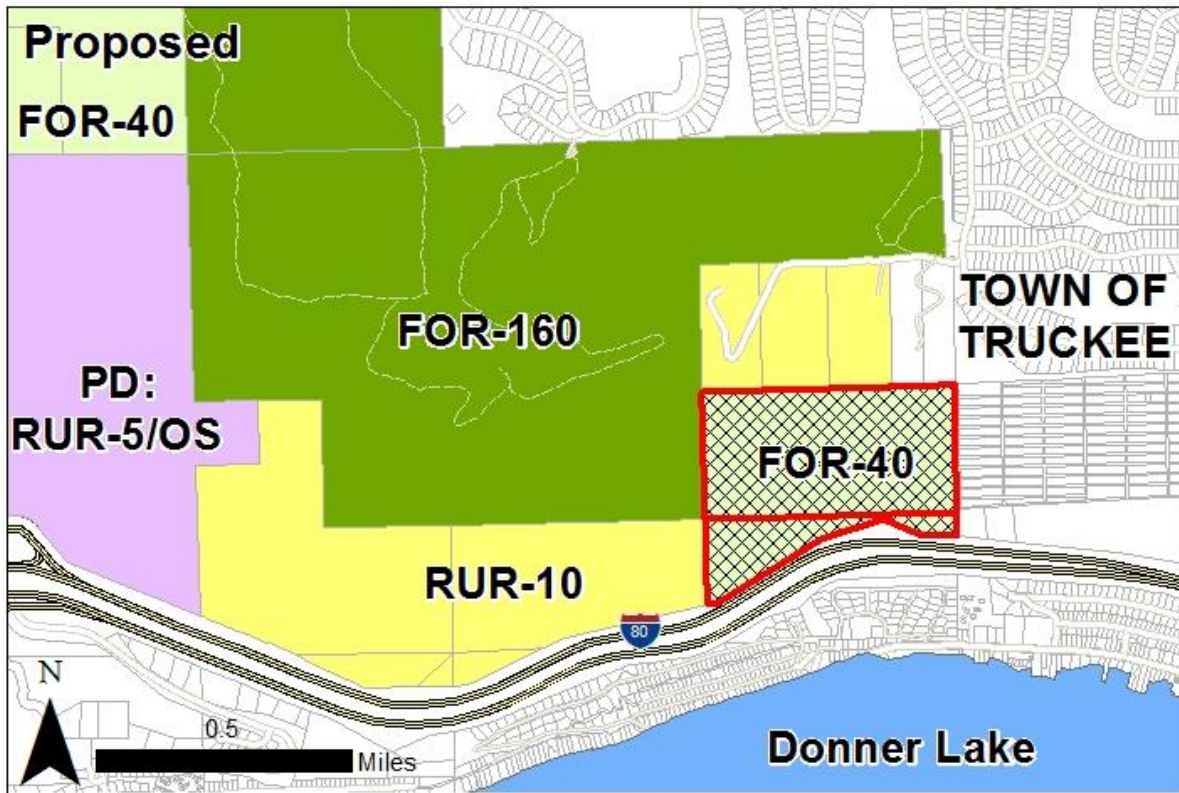 Proposed
FOR-40
FOR-160
TOWN OF
TRUCKEE
PD:
RUR-5/OS
FOR-40
RUR-10
80
N
0.5
Miles
Donner Lake